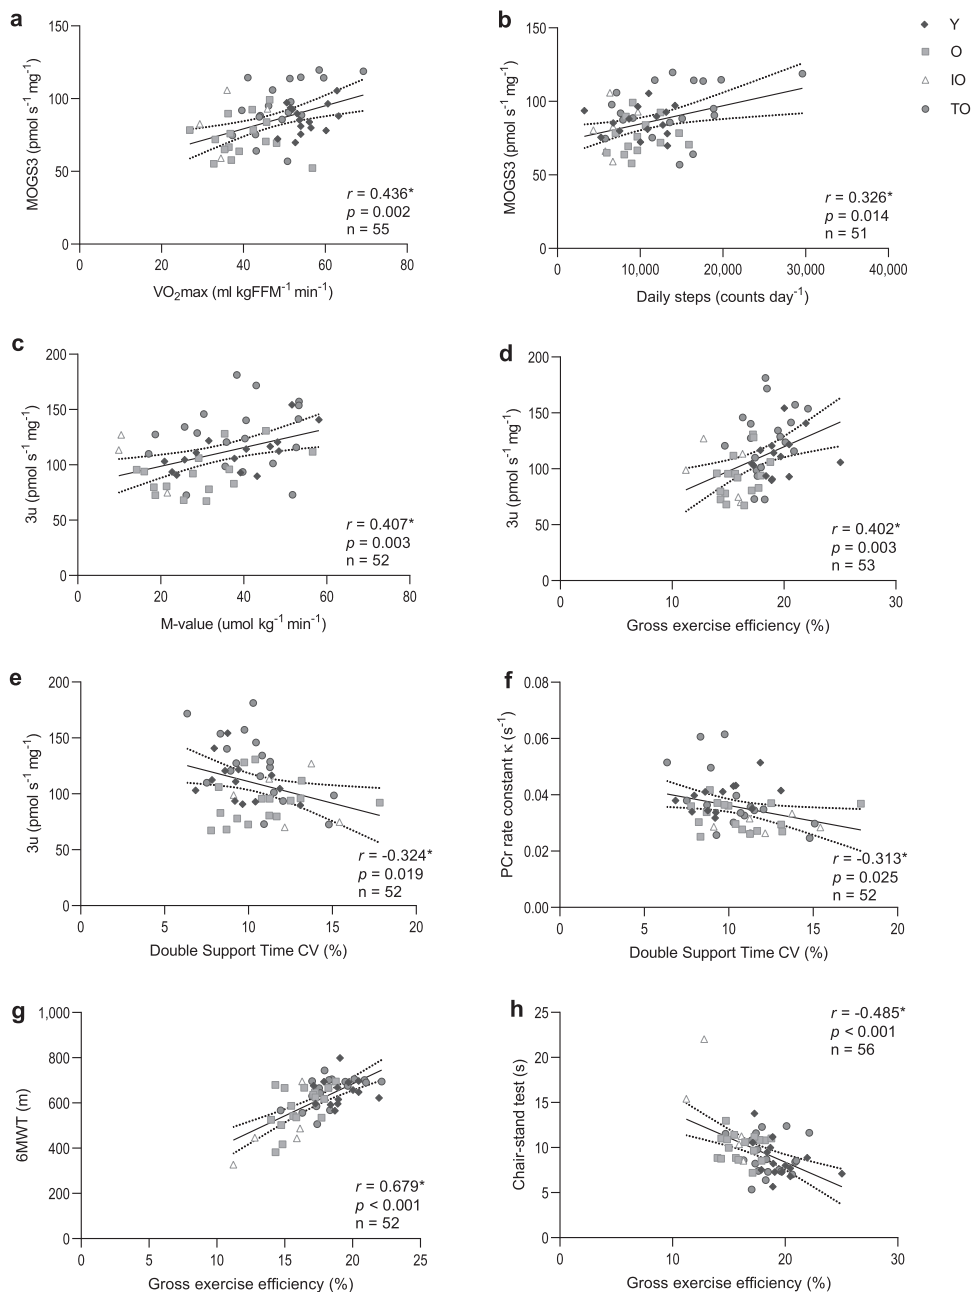 a
150
100
50
0
MOGS3 (pmol s-1 mg-1)
0 20 40 60 80
VO2max (ml kgFFM-1 min-1)
r = 0.436*
p = 0.002
n = 55
b
150
100
50
0
MOGS3 (pmol s-1 mg-1)
10,000 20,000 30,000 40,000
Daily steps (counts day-1)
r = 0.326*
p = 0.014
n = 51
Y
O
IO
TO
c
200
150
100
50
0
3u (pmol s-1 mg-1)
0 20 40 60 80
M-value (umol kg-1 min-1)
r = 0.407*
p = 0.003
n = 52
d
200
150
100
50
0
3u (pmol s-1 mg-1)
0 10 20 30
Gross exercise efficiency (%)
r = 0.402*
p = 0.003
n = 53
e
200
150
100
50
0
3u (pmol s-1 mg-1)
0 5 10 15 20
Double Support Time CV (%)
r = -0.324*
p = 0.019
n = 52
f
0.08
0.06
0.04
0.02
0.00
PCr rate constant κ (s-1)
0 5 10 15 20
Double Support Time CV (%)
r = -0.313*
p = 0.025
n = 52
g
1,000
800
600
400
200
0
6MWT (m)
0 5 10 15 20 25
Gross exercise efficiency (%)
r = 0.679*
p < 0.001
n = 52
h
25
20
15
10
5
0
Chair-stand test (s)
0 10 20 30
Gross exercise efficiency (%)
r = -0.485*
p < 0.001
n = 56